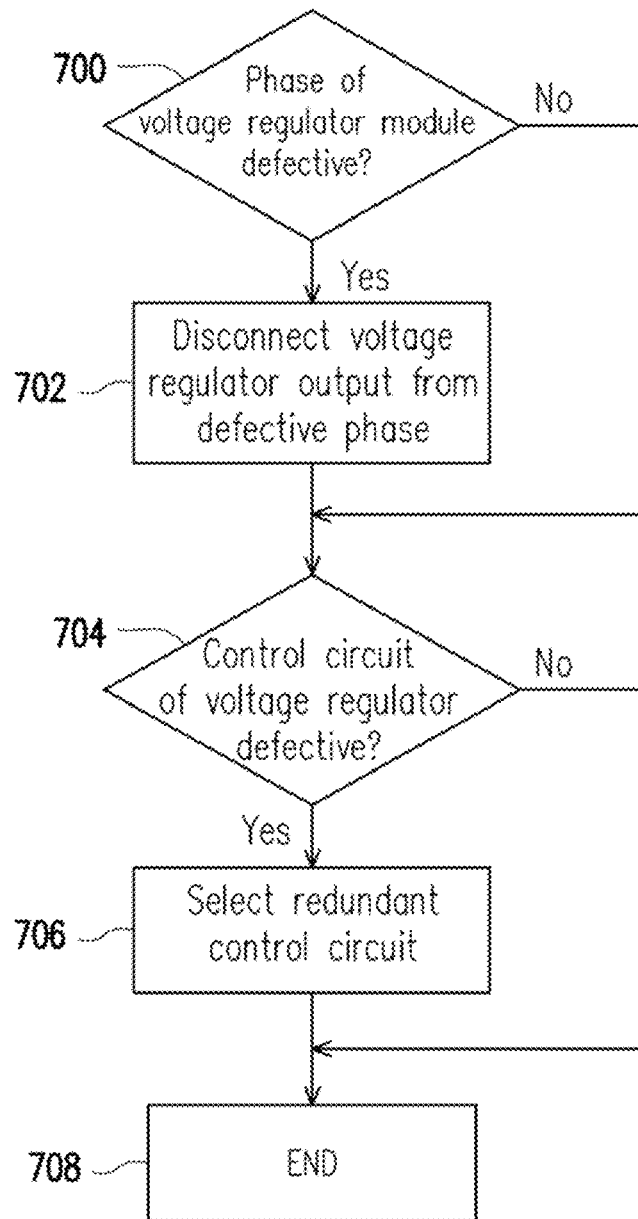 700
Phase of
voltage regulator module
defective?
No
Yes
702
Disconnect voltage
regulator output from
defective phase
704
Control circuit
of voltage regulator
defective?
No
Yes
706
Select redundant
control circuit
708
END